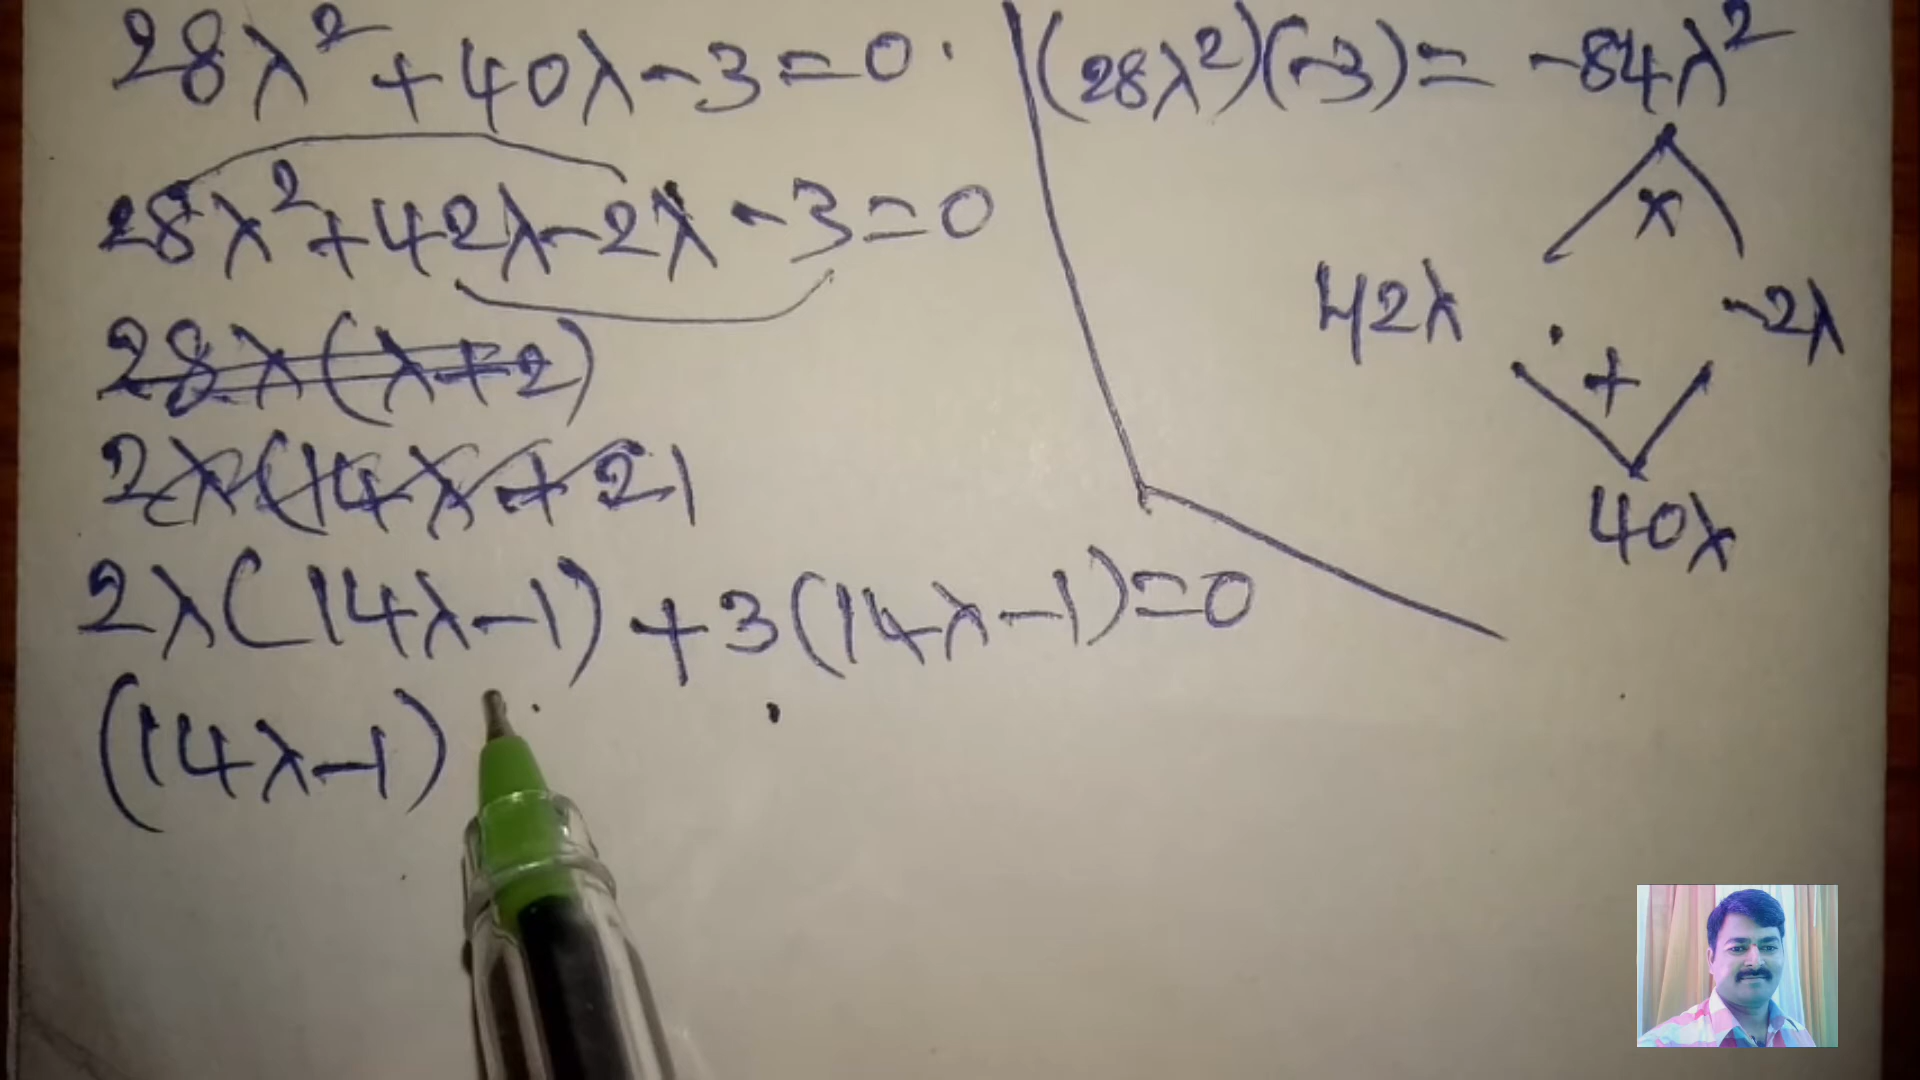 28λ² + 40λ - 3 = 0.
28λ² + 42λ - 2λ - 3 = 0
28λ(λ+2)
2λ(14λ+21
2λ(14λ-1) + 3(14λ-1) = 0
(14λ-1)
(28λ²)(-3) = -84λ²
×
42λ -2λ
+
40λ